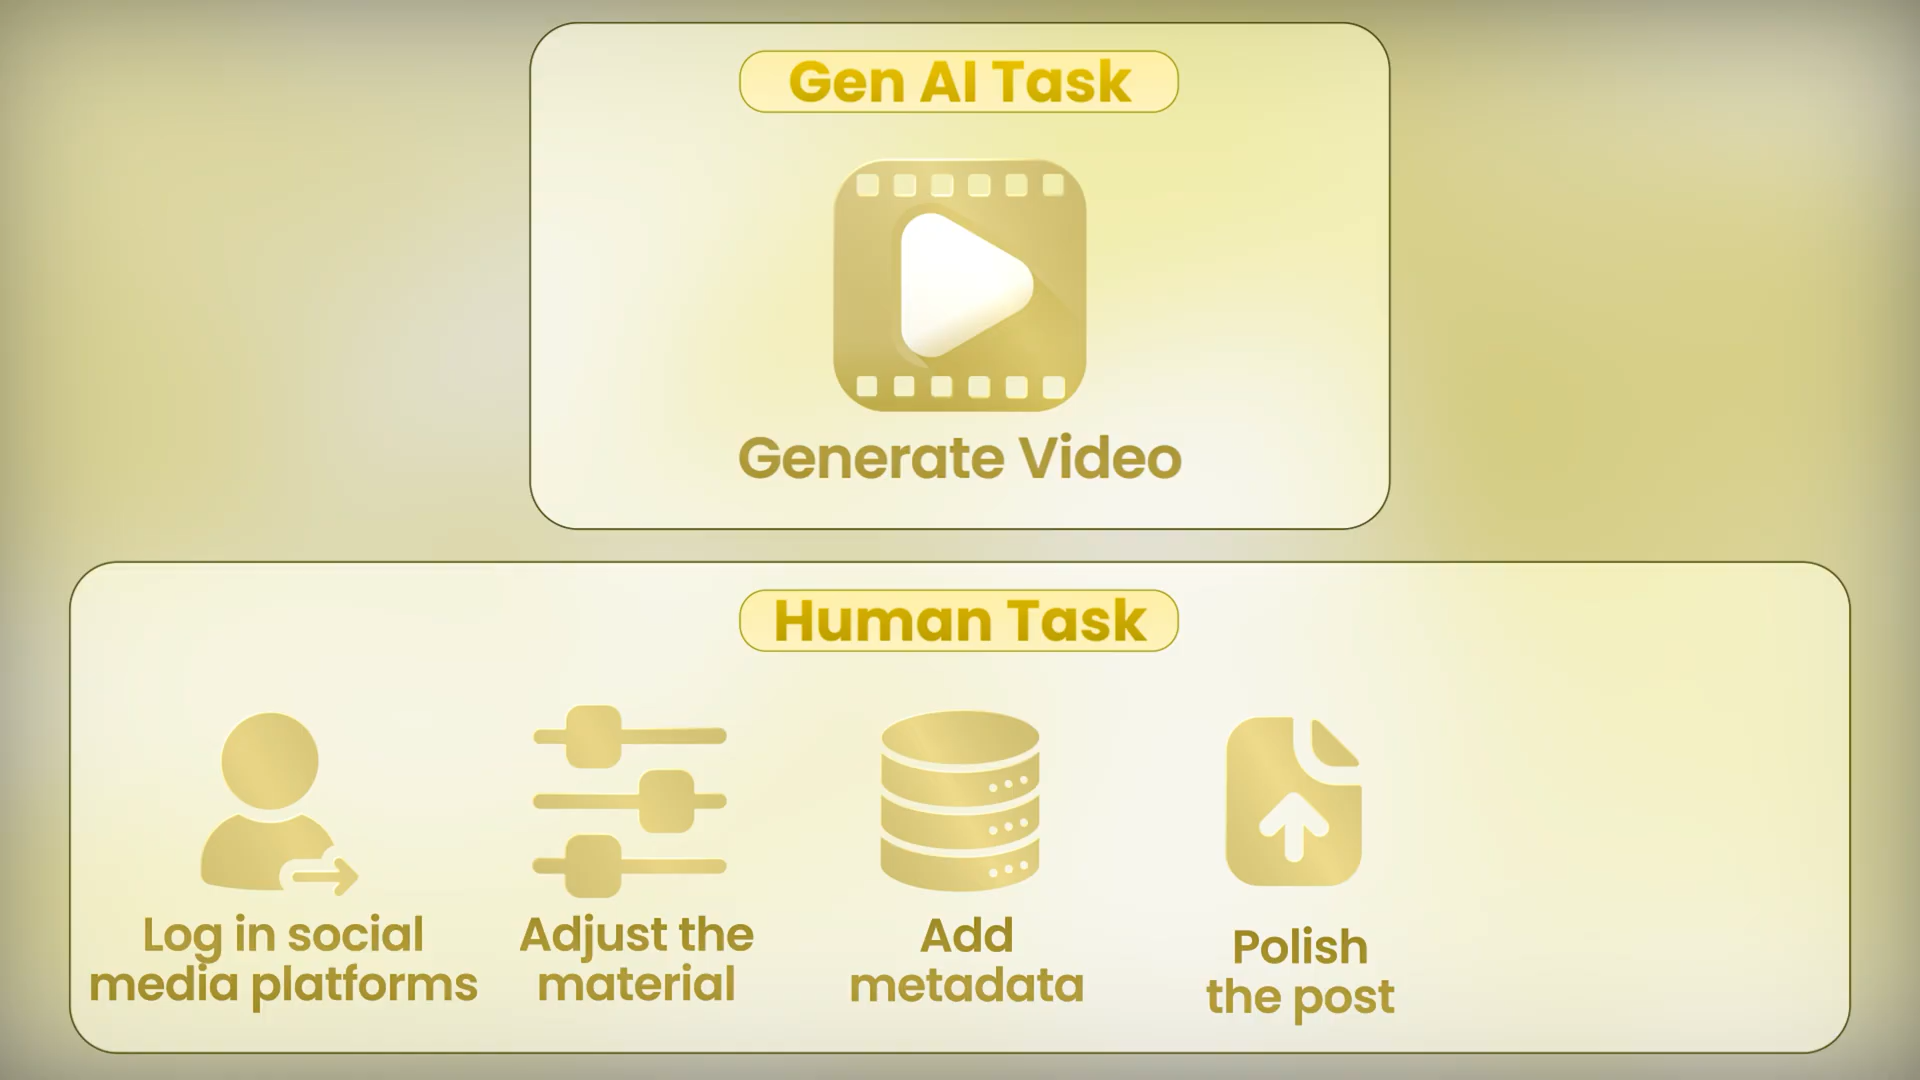 Gen AI Task
Generate Video
Human Task
Log in social
media platforms
Adjust the
material
Add
metadata
Polish
the post